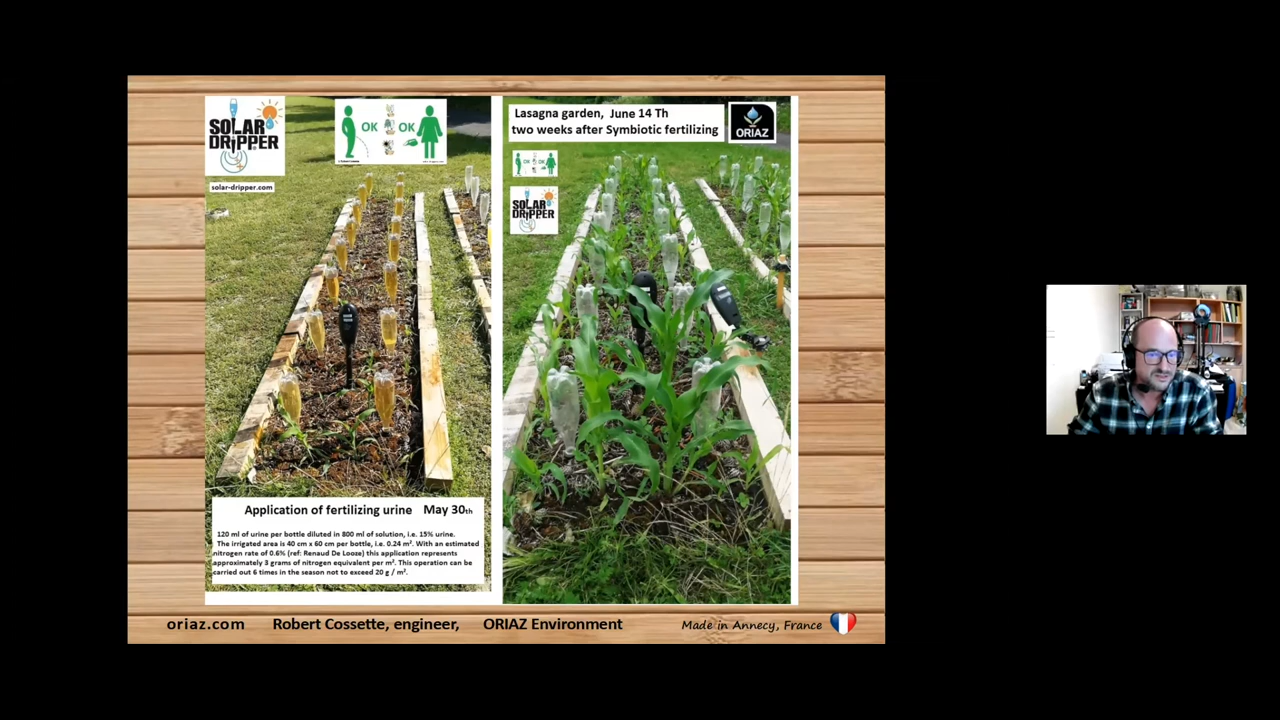 SOLAR
DRIPPER
solar-dripper.com
OK OK
Application of fertilizing urine May 30th
120 ml of urine per bottle diluted in 800 ml of solution, i.e. 15% urine.
The irrigated area is 40 cm x 60 cm per bottle, i.e. 0.24 m². With an estimated
nitrogen rate of 0.6% (ref: Renaud De Looze) this application represents
approximately 3 grams of nitrogen equivalent per m². This operation can be
carried out 6 times in the season not to exceed 20 g / m².
Lasagna garden, June 14 Th
two weeks after Symbiotic fertilizing
ORIAZ
OK OK
SOLAR
DRIPPER
oriaz.com Robert Cossette, engineer, ORIAZ Environment Made in Annecy, France